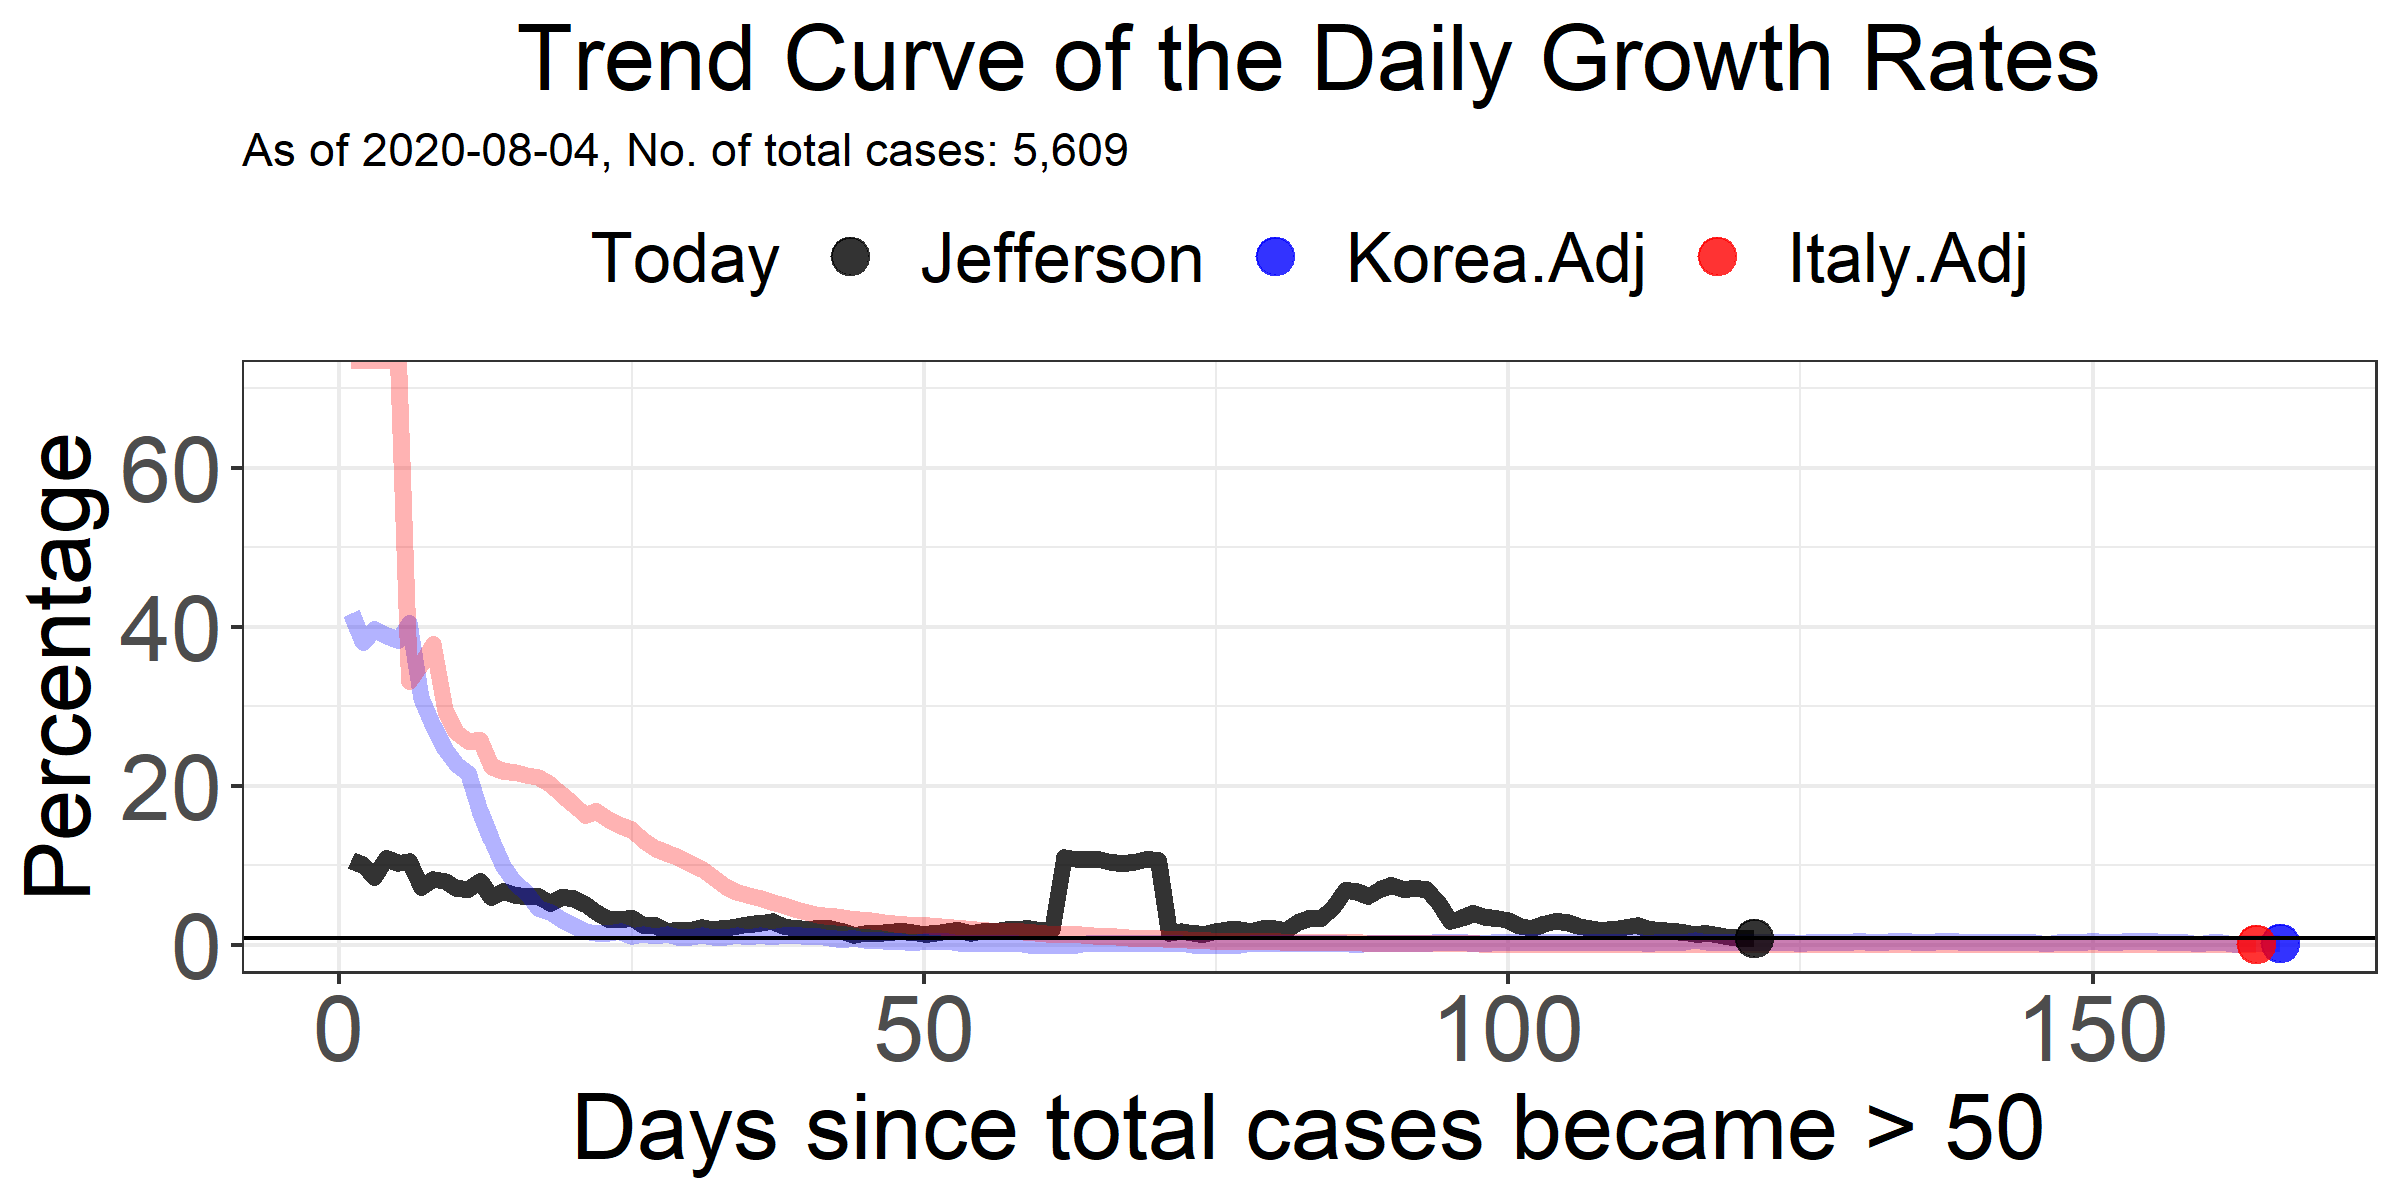 Trend Curve of the Daily Growth Rates
As of 2020-08-04, No. of total cases: 5,609
Today Jefferson Korea.Adj Italy.Adj
Percentage
60
40
20
0
0 50 100 150
Days since total cases became > 50